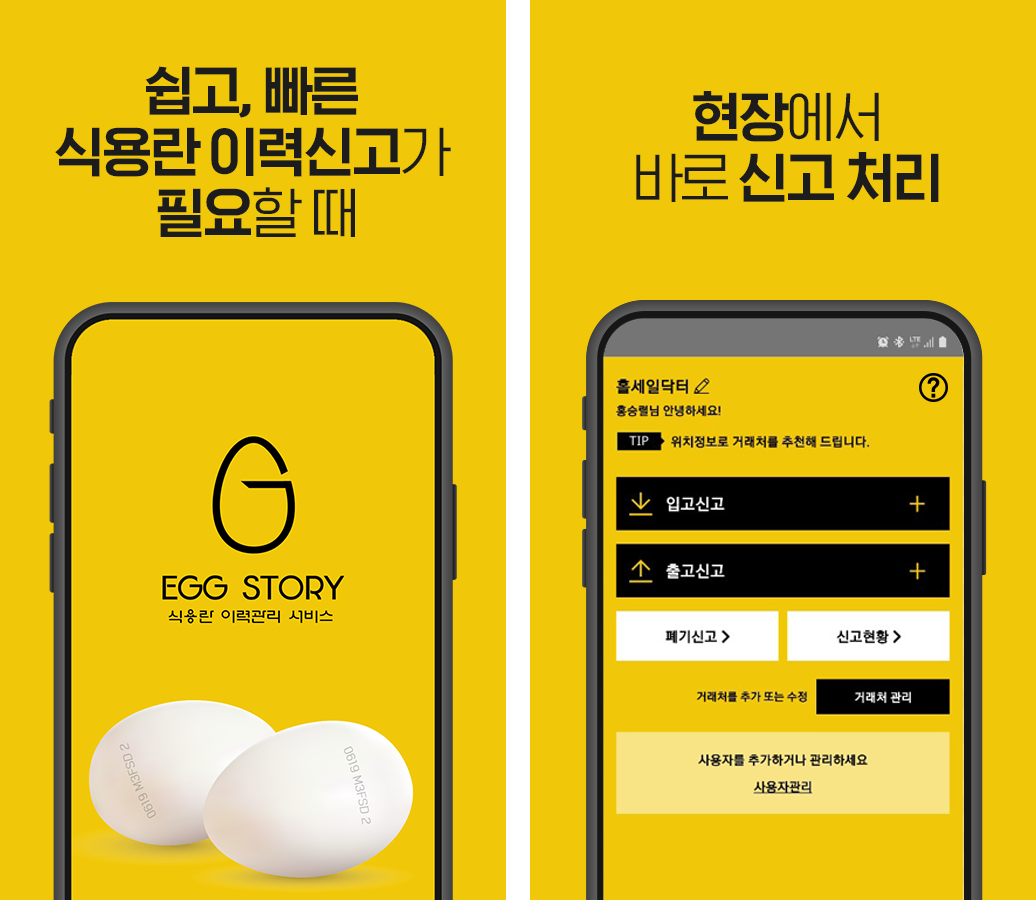 쉽고, 빠른
식용란 이력신고가
필요할 때
EGG STORY
식용란 이력관리 서비스
0619 M3FSD 2
0619 M3FSD 2
현장에서
바로 신고 처리
LTE
홀세일닥터
홍승렬님 안녕하세요!
TIP 위치정보로 거래처를 추천해 드립니다.
입고신고 +
출고신고 +
폐기신고 > 신고현황 >
거래처를 추가 또는 수정 거래처 관리
사용자를 추가하거나 관리하세요
사용자관리